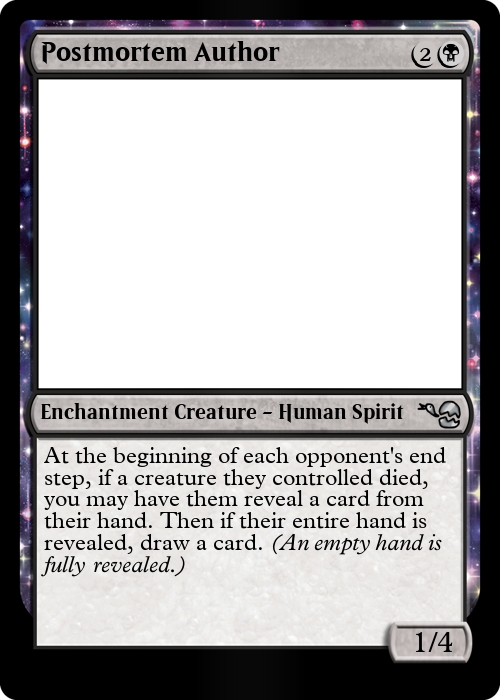 Postmortem Author 2
Enchantment Creature – Human Spirit
At the beginning of each opponent's end
step, if a creature they controlled died,
you may have them reveal a card from
their hand. Then if their entire hand is
revealed, draw a card. (An empty hand is
fully revealed.)
1/4